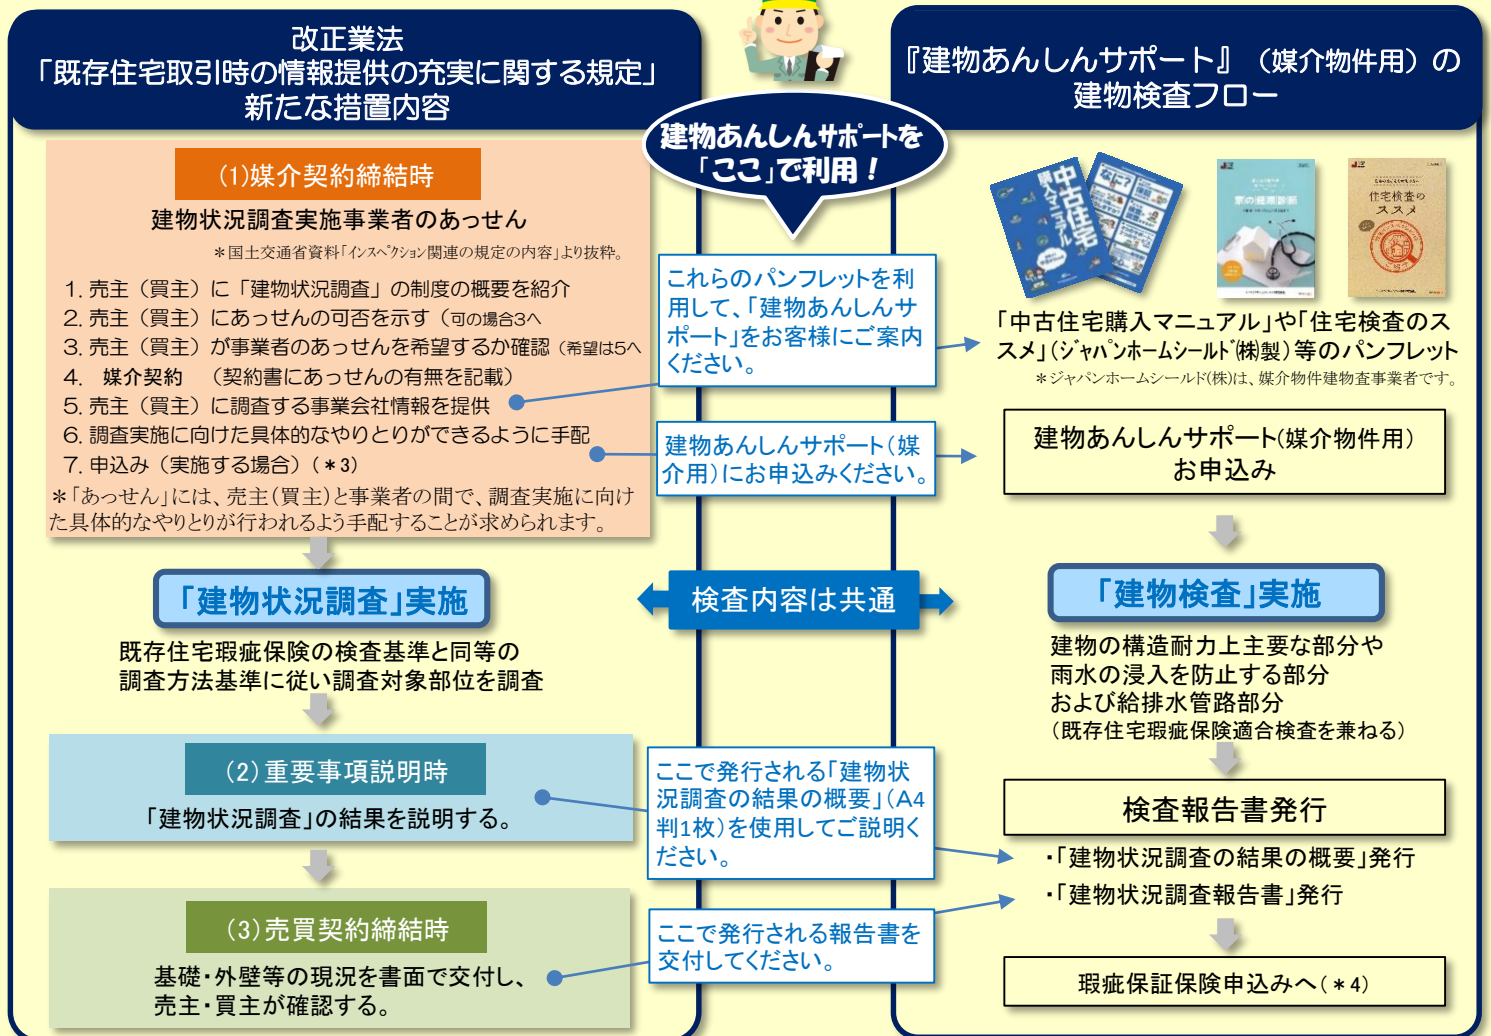 改正業法
「既存住宅取引時の情報提供の充実に関する規定」
新たな措置内容
(1)媒介契約締結時
建物状況調査実施事業者のあっせん
＊国土交通省資料「インスペクション関連の規定の内容」より抜粋。
1. 売主（買主）に「建物状況調査」の制度の概要を紹介
2. 売主（買主）にあっせんの可否を示す（可の場合3へ
3. 売主（買主）が事業者のあっせんを希望するか確認（希望は5へ
4. 媒介契約 （契約書にあっせんの有無を記載）
5. 売主（買主）に調査する事業会社情報を提供
6. 調査実施に向けた具体的なやりとりができるように手配
7. 申込み（実施する場合）(＊3)
＊「あっせん」には、売主(買主)と事業者の間で、調査実施に向け
た具体的なやりとりが行われるよう手配することが求められます。
「建物状況調査」実施
既存住宅瑕疵保険の検査基準と同等の
調査方法基準に従い調査対象部位を調査
(2)重要事項説明時
「建物状況調査」の結果を説明する。
(3)売買契約締結時
基礎・外壁等の現況を書面で交付し、
売主・買主が確認する。
建物あんしんサポートを
「ここ」で利用！
これらのパンフレットを利
用して、「建物あんしんサ
ポート」をお客様にご案内
ください。
建物あんしんサポート(媒
介用)にお申込みください。
検査内容は共通
ここで発行される「建物状
況調査の結果の概要」(A4
判1枚)を使用してご説明く
ださい。
ここで発行される報告書を
交付してください。
『建物あんしんサポート』（媒介物件用）の
建物検査フロー
中古住宅
購入マニュアル
なに？
家の健康診断
住宅検査の
ススメ
「中古住宅購入マニュアル」や「住宅検査のス
スメ」(ジャパンホームシールド㈱製)等のパンフレット
＊ジャパンホームシールド(株)は、媒介物件建物査事業者です。
建物あんしんサポート(媒介物件用)
お申込み
「建物検査」実施
建物の構造耐力上主要な部分や
雨水の浸入を防止する部分
および給排水管路部分
(既存住宅瑕疵保険適合検査を兼ねる)
検査報告書発行
・「建物状況調査の結果の概要」発行
・「建物状況調査報告書」発行
瑕疵保証保険申込みへ(＊4)